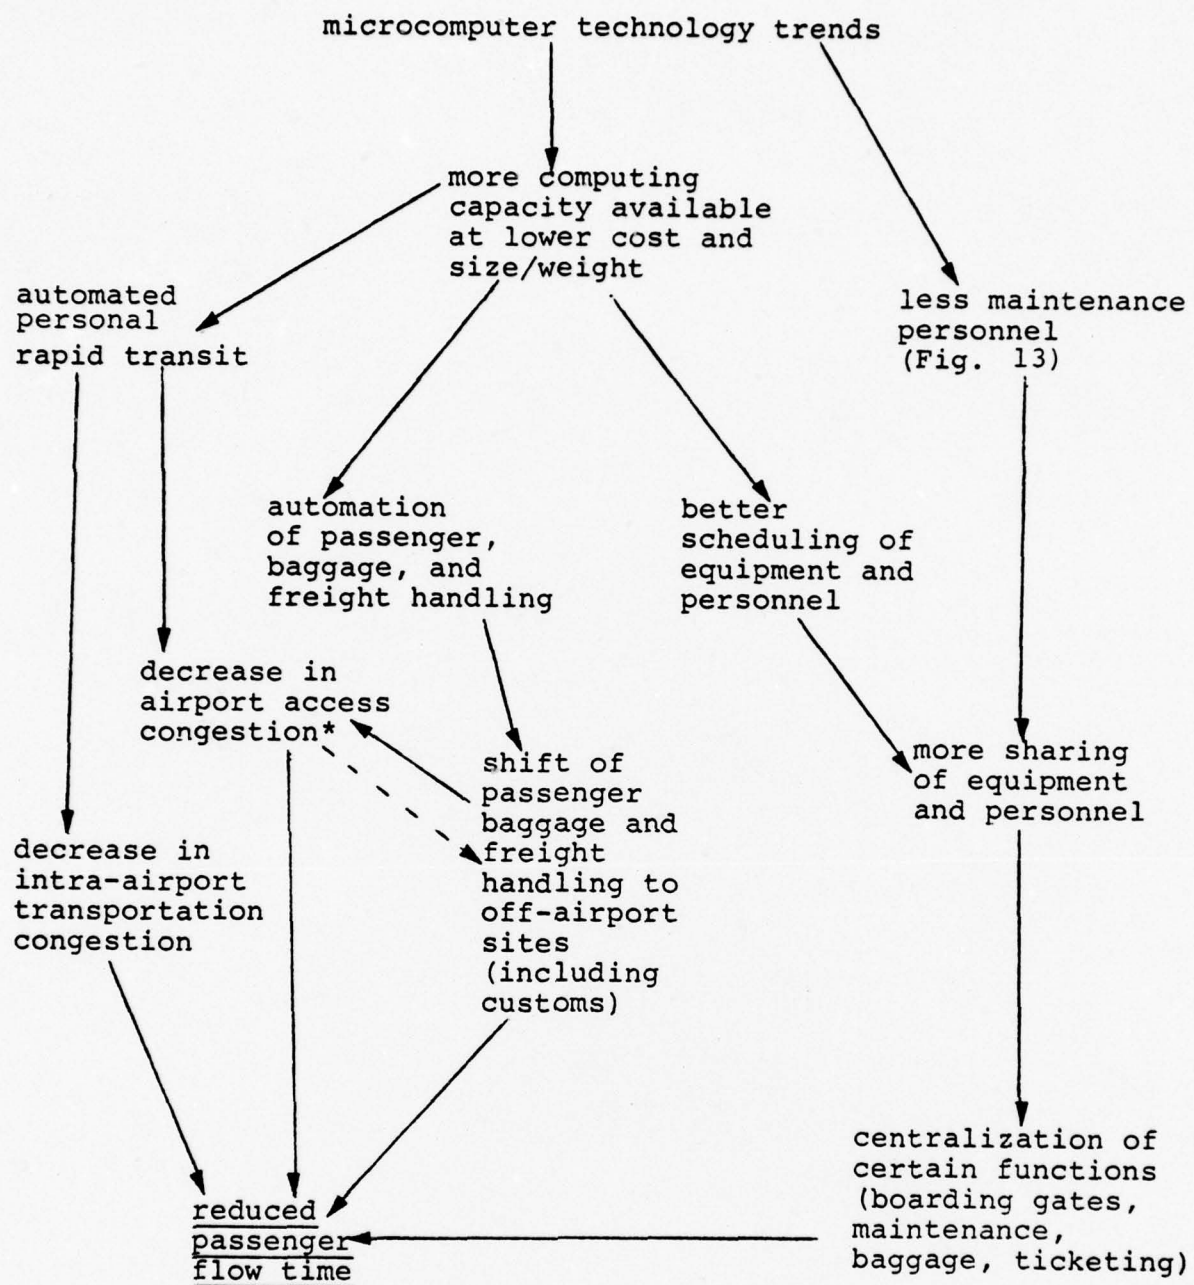 microcomputer technology trends
more computing
capacity available
at lower cost and
size/weight
automated
personal
rapid transit
less maintenance
personnel
(Fig. 13)
automation
of passenger,
baggage, and
freight handling
better
scheduling of
equipment and
personnel
decrease in
airport access
congestion*
shift of
passenger
baggage and
freight
handling to
off-airport
sites
(including
customs)
more sharing
of equipment
and personnel
decrease in
intra-airport
transportation
congestion
centralization of
certain functions
(boarding gates,
maintenance,
baggage, ticketing)
reduced
passenger
flow time